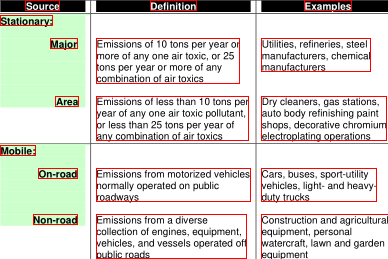 Source Definition Examples
Stationary:
Major Emissions of 10 tons per year or Utilities, refineries, steel
more of any one air toxic, or 25 manufacturers, chemical
tons per year or more of any manufacturers
combination of air toxics
Area Emissions of less than 10 tons per Dry cleaners, gas stations,
year of any one air toxic pollutant, auto body refinishing paint
or less than 25 tons per year of shops, decorative chromium
any combination of air toxics electroplating operations
Mobile:
On-road Emissions from motorized vehicles Cars, buses, sport-utility
normally operated on public vehicles, light- and heavy-
roadways duty trucks
Non-road Emissions from a diverse Construction and agricultural
collection of engines, equipment, equipment, personal
vehicles, and vessels operated off watercraft, lawn and garden
public roads equipment